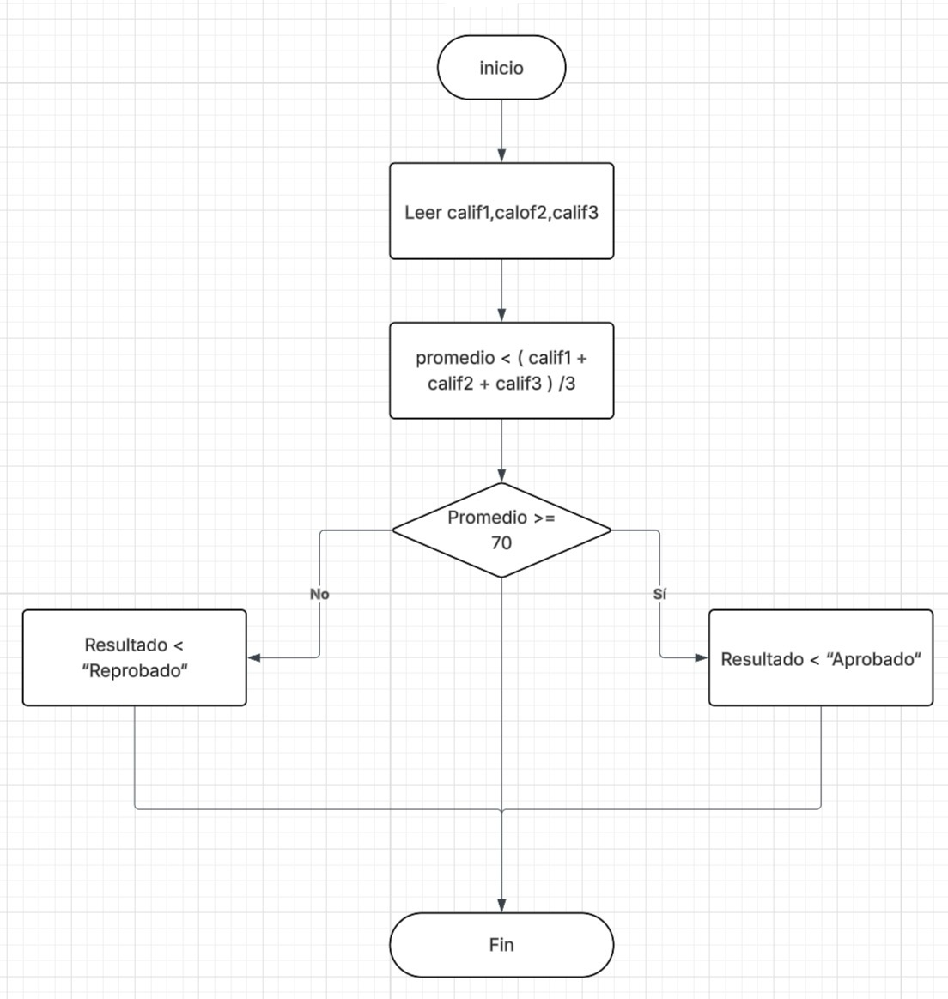 inicio
Leer calif1,calof2,calif3
promedio < ( calif1 +
calif2 + calif3 ) /3
Promedio >=
70
No
Sí
Resultado <
“Reprobado“
Resultado < “Aprobado“
Fin